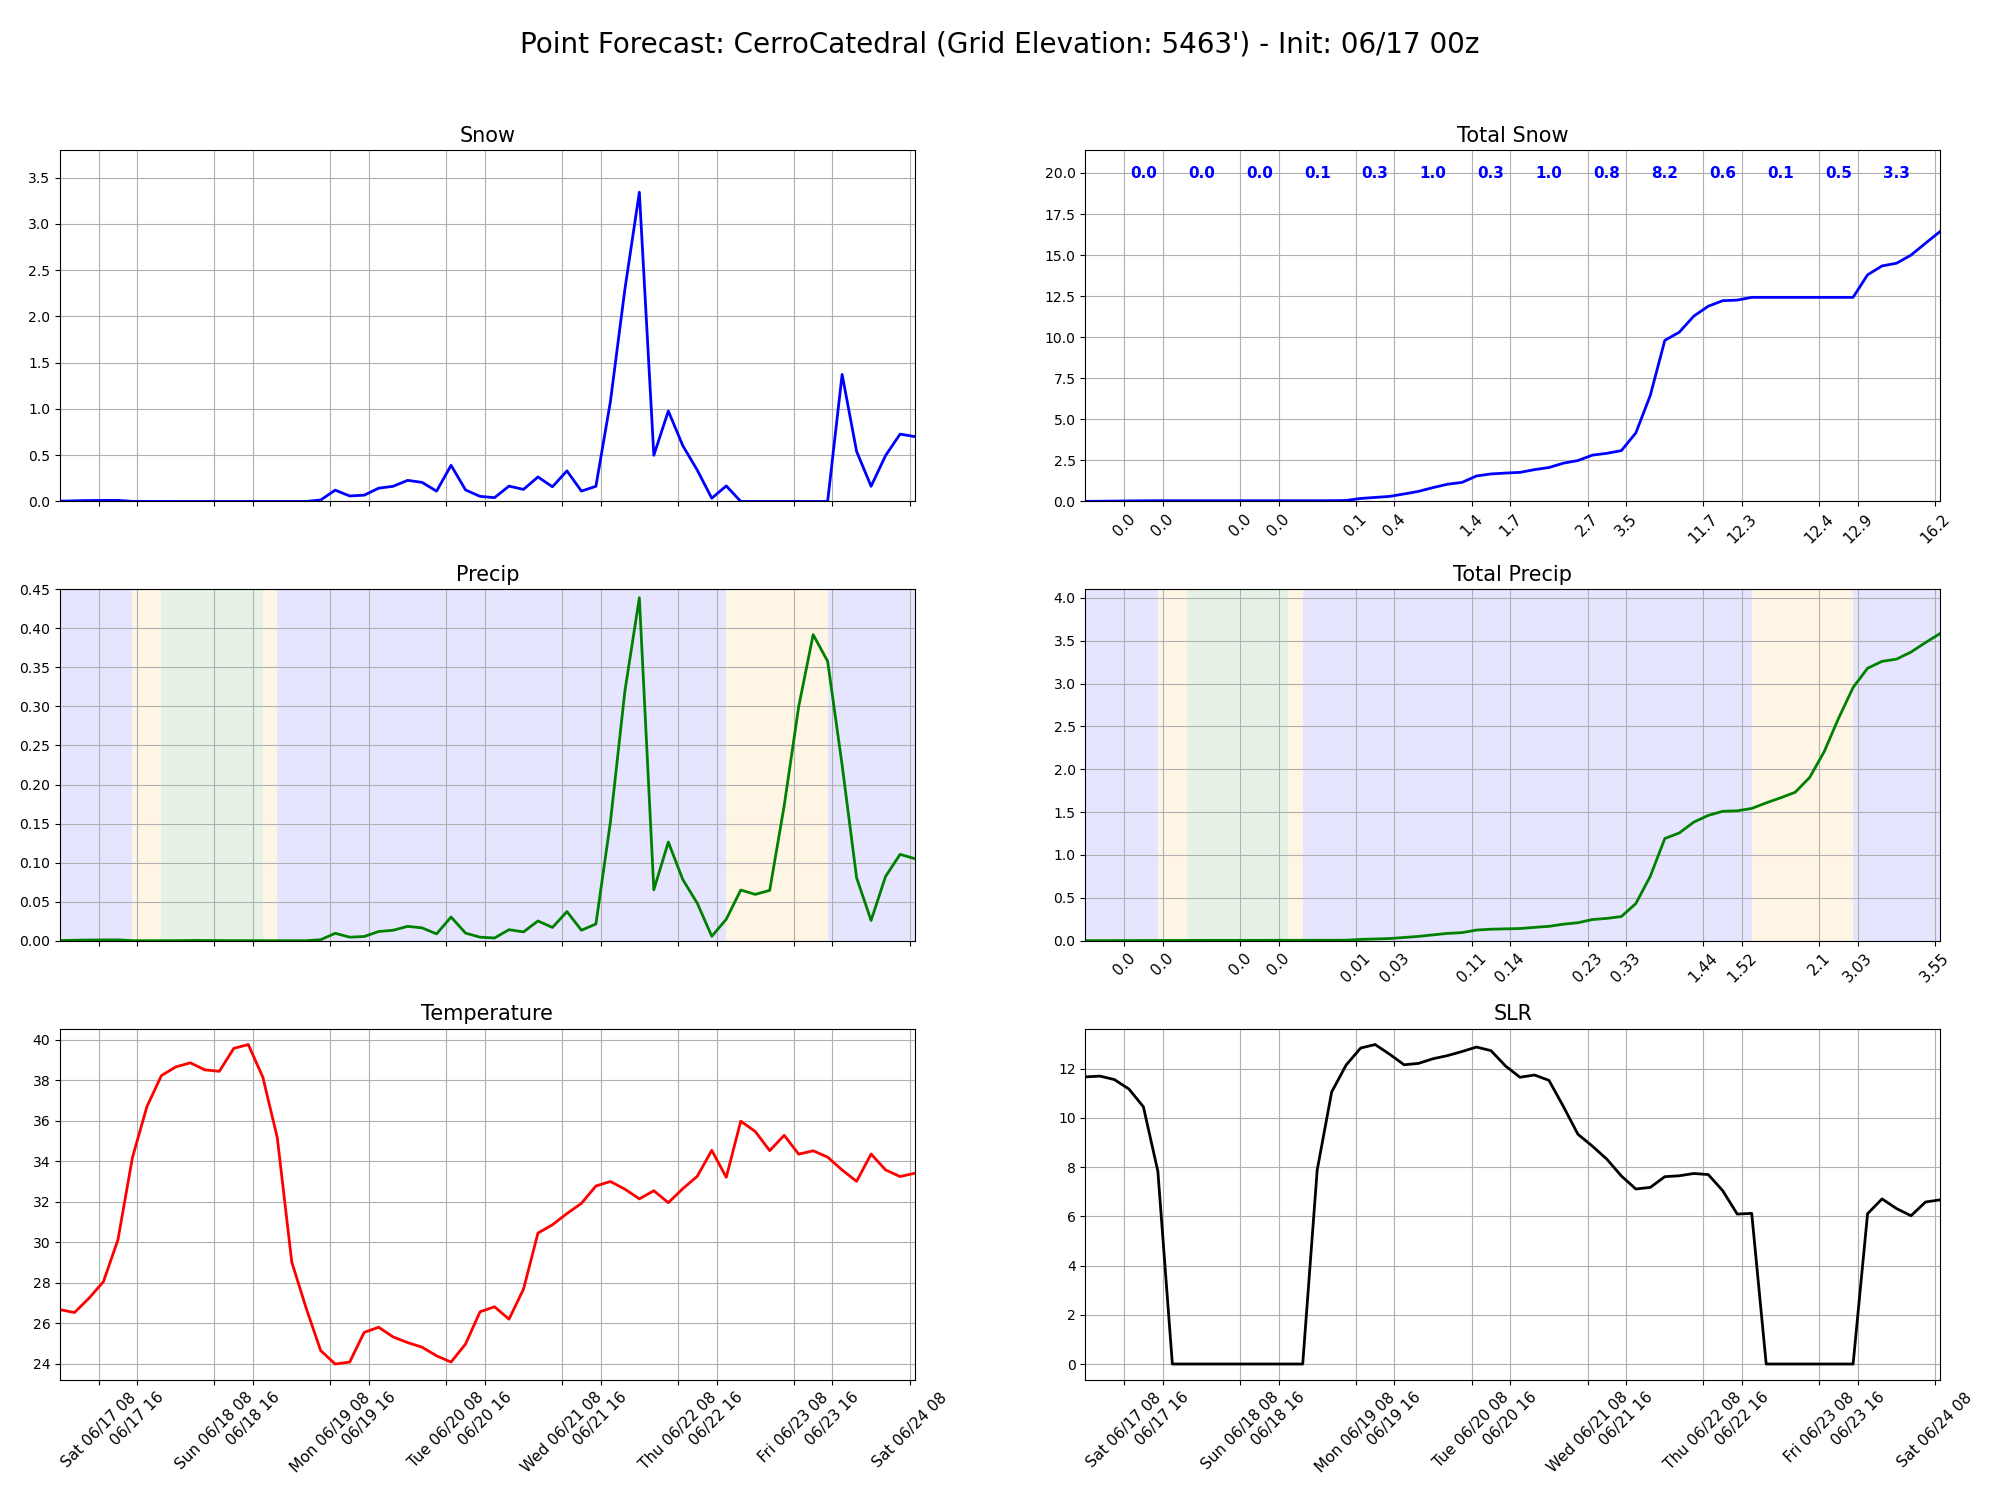 Point Forecast: CerroCatedral (Grid Elevation: 5463') - Init: 06/17 00z
Snow
3.5
3.0
2.5
2.0
1.5
1.0
0.5
0.0
Total Snow
0.0 0.0 0.0 0.1 0.3 1.0 0.3 1.0 0.8 8.2 0.6 0.1 0.5 3.3
20.0
17.5
15.0
12.5
10.0
7.5
5.0
2.5
0.0
0.0 0.0 0.0 0.0 0.1 0.4 1.4 1.7 2.7 3.5 11.7 12.3 12.4 12.9 16.2
Precip
0.45
0.40
0.35
0.30
0.25
0.20
0.15
0.10
0.05
0.00
Total Precip
4.0
3.5
3.0
2.5
2.0
1.5
1.0
0.5
0.0
0.0 0.0 0.0 0.0 0.01 0.03 0.11 0.14 0.23 0.33 1.44 1.52 2.1 3.03 3.55
Temperature
40
38
36
34
32
30
28
26
24
Sat 06/17 08
06/17 16
Sun 06/18 08
06/18 16
Mon 06/19 08
06/19 16
Tue 06/20 08
06/20 16
Wed 06/21 08
06/21 16
Thu 06/22 08
06/22 16
Fri 06/23 08
06/23 16
Sat 06/24 08
SLR
12
10
8
6
4
2
0
Sat 06/17 08
06/17 16
Sun 06/18 08
06/18 16
Mon 06/19 08
06/19 16
Tue 06/20 08
06/20 16
Wed 06/21 08
06/21 16
Thu 06/22 08
06/22 16
Fri 06/23 08
06/23 16
Sat 06/24 08